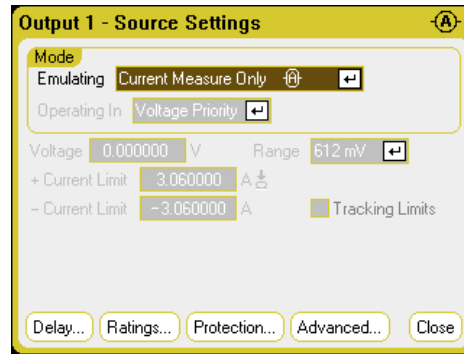 Output 1 - Source Settings A
Mode
Emulating Current Measure Only A
Operating In Voltage Priority
Voltage 0.000000 V Range 612 mV
+ Current Limit 3.060000 A
− Current Limit −3.060000 A Tracking Limits
Delay... Ratings... Protection... Advanced... Close